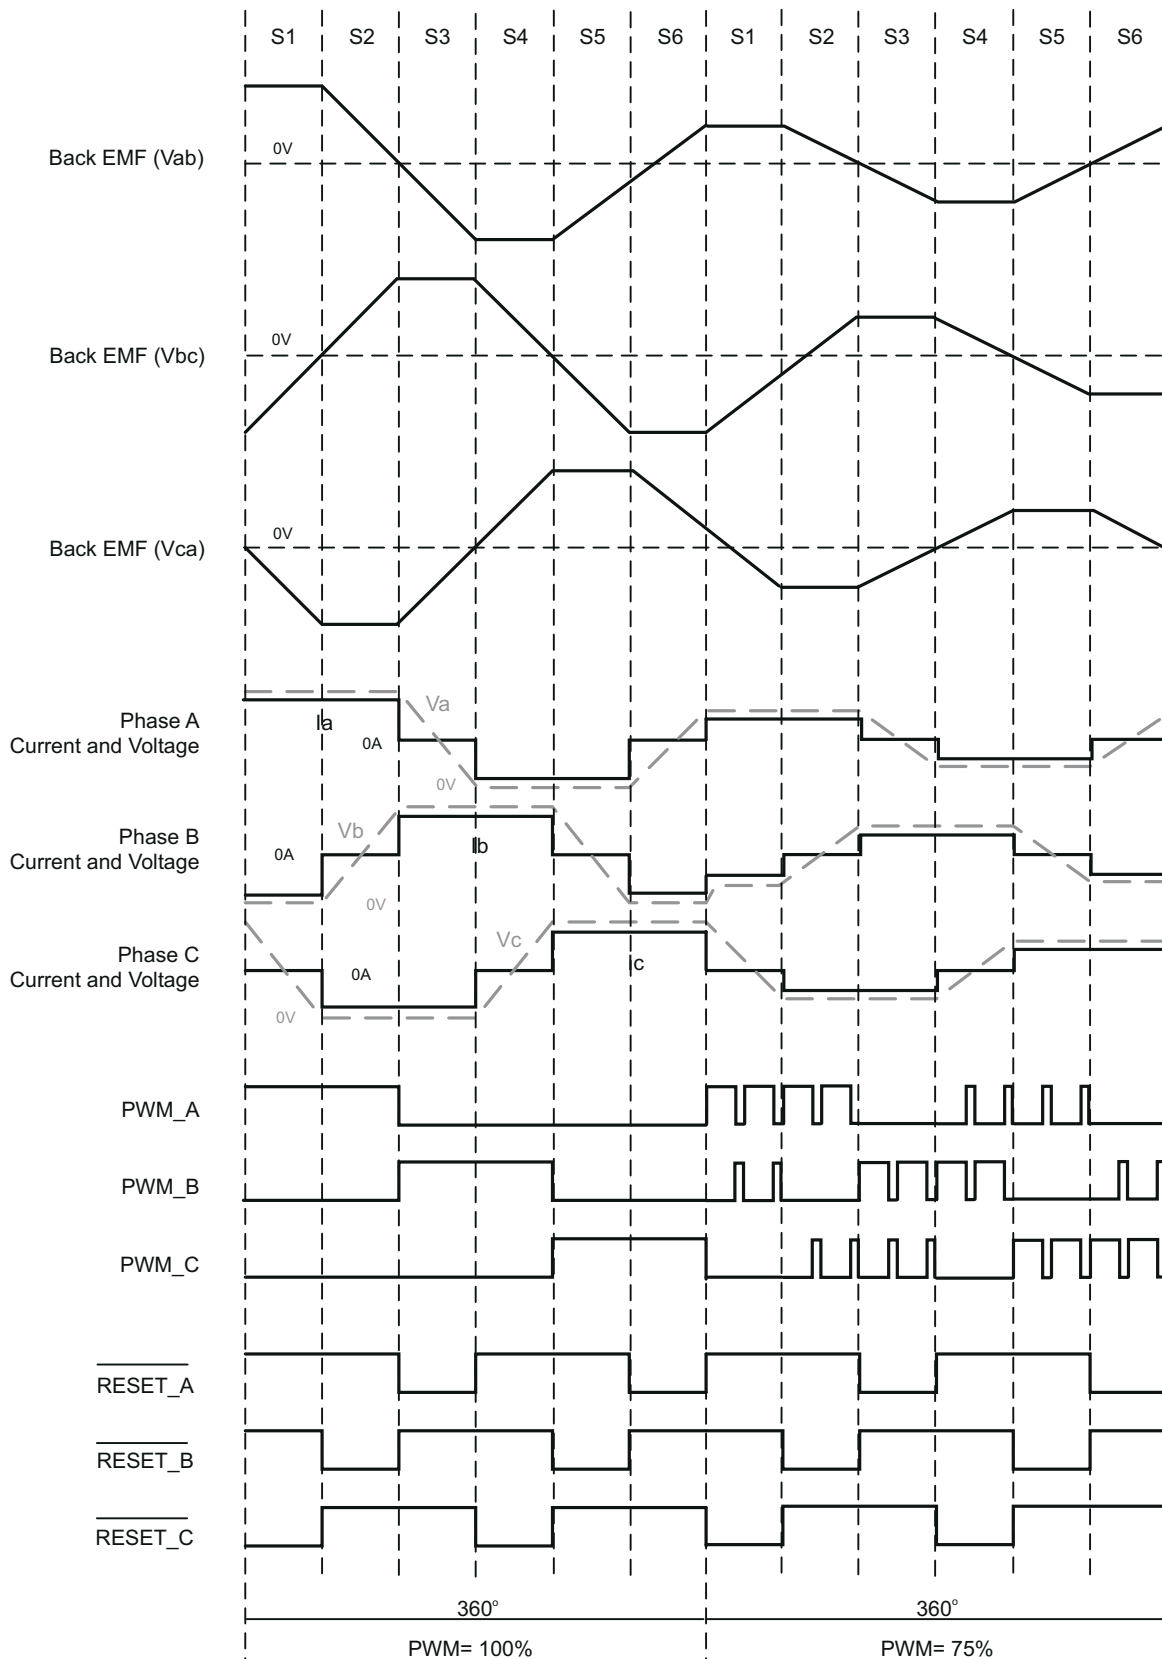 S1 S2 S3 S4 S5 S6 S1 S2 S3 S4 S5 S6
0V
Back EMF (Vab)
0V
Back EMF (Vbc)
0V
Back EMF (Vca)
Va
Phase A
Ia
Current and Voltage
0A
0V
Vb
Phase B
Ib
Current and Voltage
0A
0V
Vc
Phase C
Ic
Current and Voltage
0A
0V
PWM_A
PWM_B
PWM_C
RESET_A
RESET_B
RESET_C
360° 360°
PWM= 100% PWM= 75%